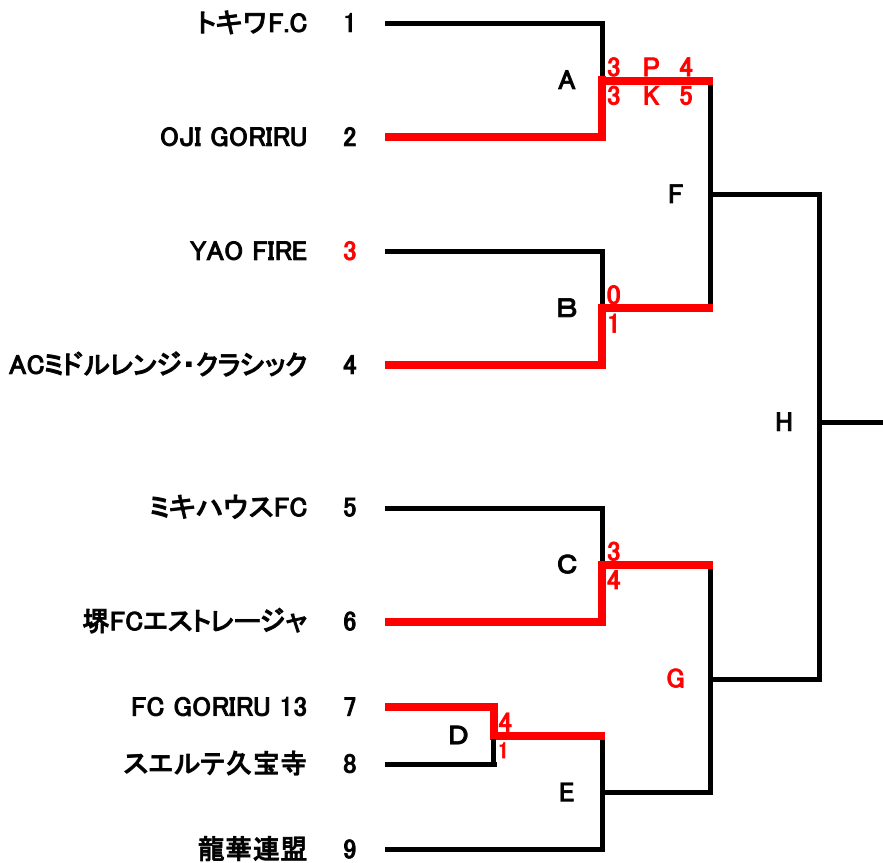 トキワF.C 1
A
3 P 4
3 K 5
OJI GORIRU 2
F
YAO FIRE 3
B
0
1
ACミドルレンジ・クラシック 4
H
ミキハウスFC 5
C
3
4
堺FCエストレージャ 6
G
FC GORIRU 13 7
D
4
1
スエルテ久宝寺 8
E
龍華連盟 9